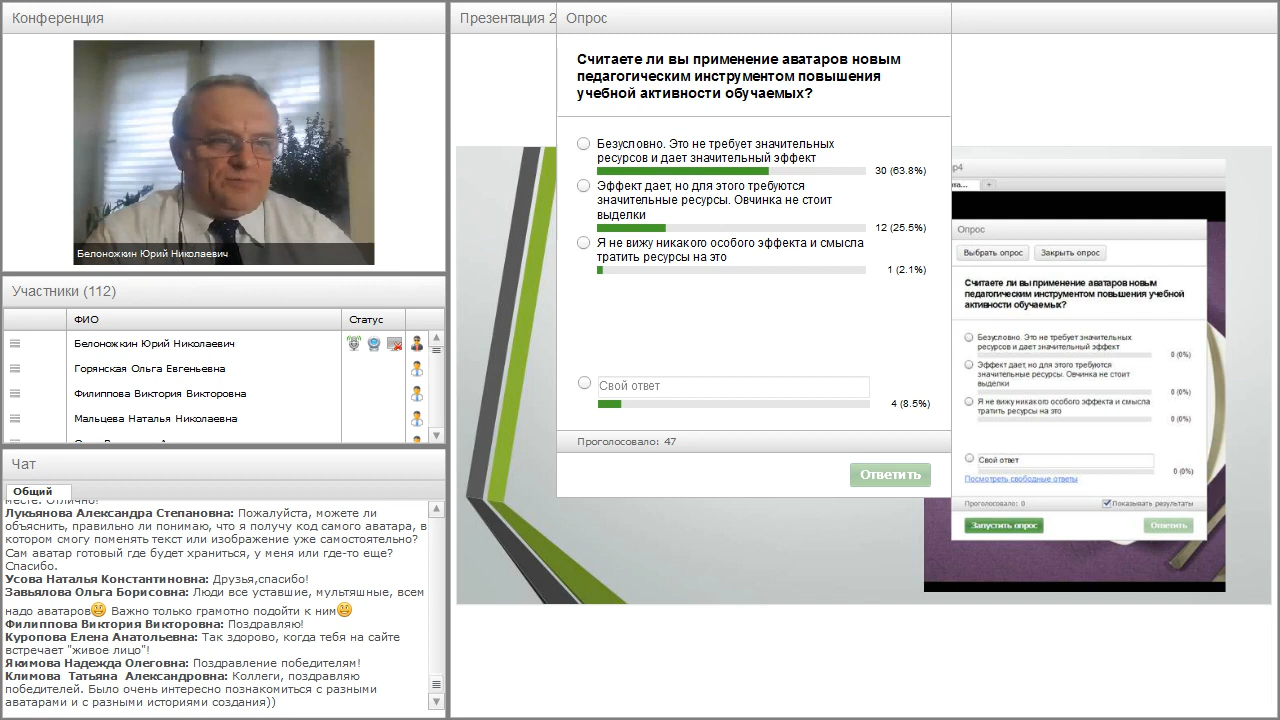 Конференция
Белоножкин Юрий Николаевич
Участники (112)
ФИО
Статус
Белоножкин Юрий Николаевич
Горянская Ольга Евгеньевна
Филиппова Виктория Викторовна
Мальцева Наталья Николаевна
Чат
Общий
месте. Отлично!
Лукьянова Александра Степановна: Пожалуйста, можете ли
объяснить, правильно ли понимаю, что я получу код самого аватара, в
котором смогу поменять текст или изображение уже самостоятельно?
Сам аватар готовый где будет храниться, у меня или где-то еще?
Спасибо.
Усова Наталья Константиновна: Друзья,спасибо!
Завьялова Ольга Борисовна: Люди все уставшие, мультяшные, всем
надо аватаров Важно только грамотно подойти к ним
Филиппова Виктория Викторовна: Поздравляю!
Куропова Елена Анатольевна: Так здорово, когда тебя на сайте
встречает "живое лицо"!
Якимова Надежда Олеговна: Поздравление победителям!
Климова Татьяна Александровна: Коллеги, поздравляю
победителей. Было очень интересно познакомиться с разными
аватарами и с разными историями создания))
Презентация 2
Опрос
Считаете ли вы применение аватаров новым
педагогическим инструментом повышения
учебной активности обучаемых?
Безусловно. Это не требует значительных
ресурсов и дает значительный эффект
30 (63.8%)
Эффект дает, но для этого требуются
значительные ресурсы. Овчинка не стоит
выделки
12 (25.5%)
Я не вижу никакого особого эффекта и смысла
тратить ресурсы на это
1 (2.1%)
Свой ответ
4 (8.5%)
Проголосовало: 47
Ответить
p4
та...
+
Опрос
Выбрать опрос
Закрыть опрос
Считаете ли вы применение аватаров новым
педагогическим инструментом повышения учебной
активности обучаемых?
Безусловно. Это не требует значительных
ресурсов и дает значительный эффект
0 (0%)
Эффект дает, но для этого требуются
значительные ресурсы. Овчинка не стоит
выделки
0 (0%)
Я не вижу никакого особого эффекта и смысла
тратить ресурсы на это
0 (0%)
Свой ответ
0 (0%)
Посмотреть свободные ответы
Проголосовало: 0
Показывать результаты
Запустить опрос
Ответить